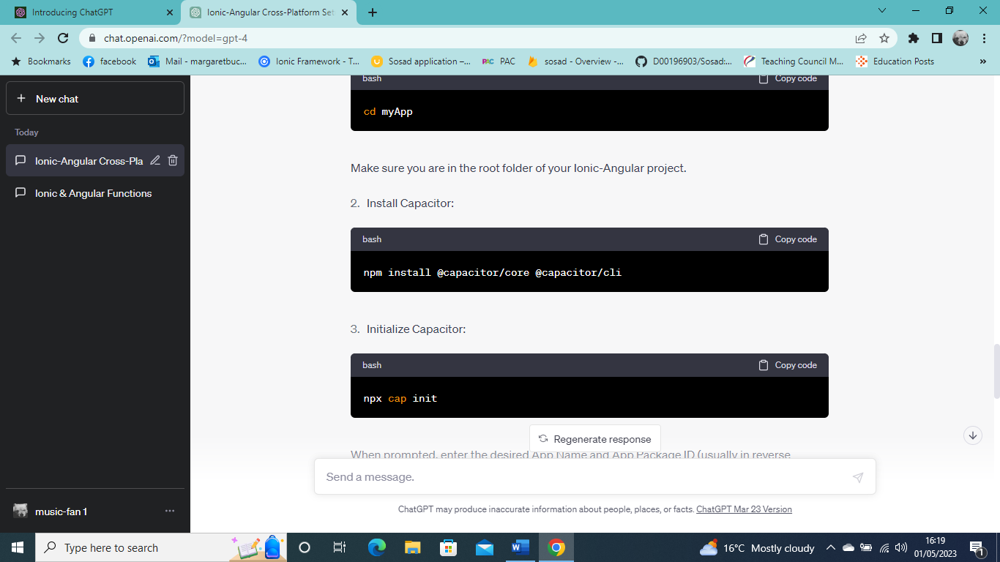 Introducing ChatGPT
Ionic-Angular Cross-Platform Set
chat.openai.com/?model=gpt-4
Bookmarks
facebook
Mail - margaretbuc...
Ionic Framework - T...
Sosad application –...
PAC PAC
sosad - Overview -...
D00196903/Sosad:...
Teaching Council M...
Education Posts
»
New chat
Today
Ionic-Angular Cross-Pla
Ionic & Angular Functions
music-fan 1
bash
Copy code
cd myApp
Make sure you are in the root folder of your Ionic-Angular project.
2. Install Capacitor:
bash
Copy code
npm install @capacitor/core @capacitor/cli
3. Initialize Capacitor:
bash
Copy code
npx cap init
Regenerate response
When prompted, enter the desired App Name and App Package ID (usually in reverse
Send a message.
ChatGPT may produce inaccurate information about people, places, or facts. ChatGPT Mar 23 Version
Type here to search
16°C Mostly cloudy
16:19
01/05/2023
1